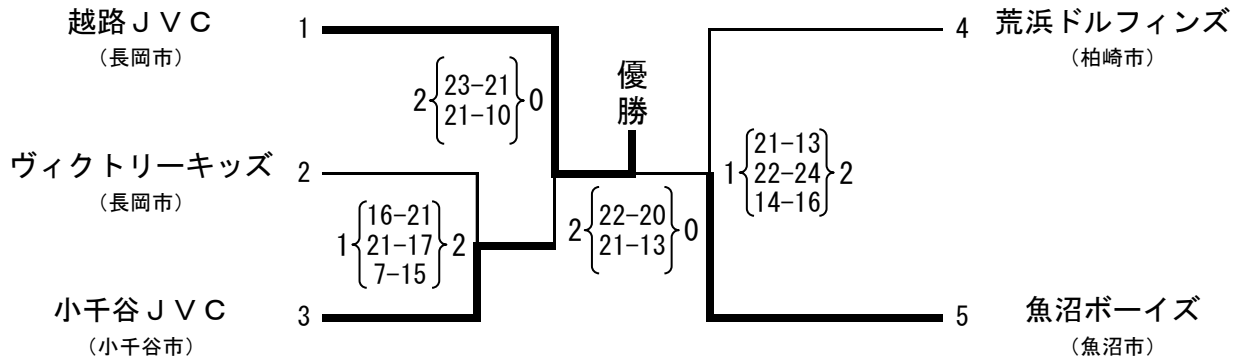 越路ＪＶＣ
（長岡市）
1
2 23-21 0
21-10
ヴィクトリーキッズ
（長岡市）
2
16-21
1 21-17 2
7-15
小千谷ＪＶＣ
（小千谷市）
3
優勝
2 22-20 0
21-13
4 荒浜ドルフィンズ
（柏崎市）
21-13
1 22-24 2
14-16
5 魚沼ボーイズ
（魚沼市）